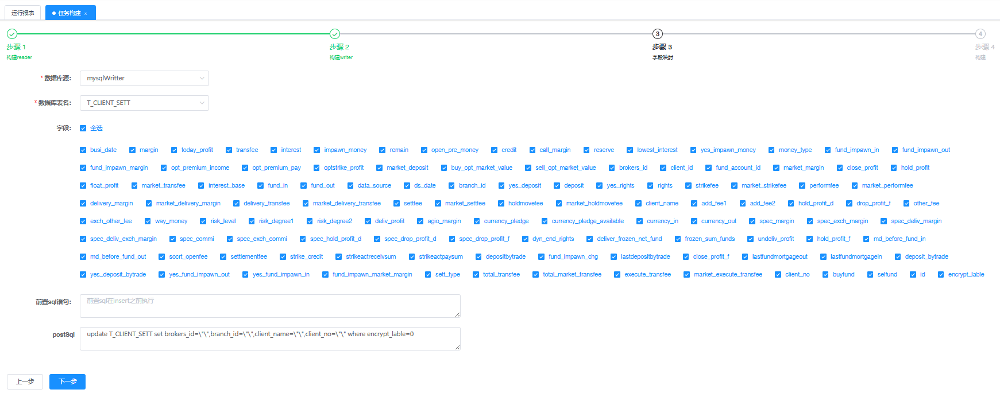 运行报表 任务构建 ×
3 4
步骤 1 步骤 2 步骤 3 步骤 4
构建reader 构建writer 字段映射 构建
* 数据库源: mysqlWritter
* 数据库表名: T_CLIENT_SETT
字段: 全选
busi_date margin today_profit transfee interest impawn_money remain open_pre_money credit call_margin reserve lowest_interest yes_impawn_money money_type fund_impawn_in fund_impawn_out
fund_impawn_margin opt_premium_income opt_premium_pay optstrike_profit market_deposit buy_opt_market_value sell_opt_market_value brokers_id client_id fund_account_id market_margin close_profit hold_profit
float_profit market_transfee interest_base fund_in fund_out data_source ds_date branch_id yes_deposit deposit yes_rights rights strikefee market_strikefee performfee market_performfee
delivery_margin market_delivery_margin delivery_transfee market_delivery_transfee settfee market_settfee holdmovefee market_holdmovefee client_name add_fee1 add_fee2 hold_profit_d drop_profit_f other_fee
exch_other_fee way_money risk_level risk_degree1 risk_degree2 deliv_profit agio_margin currency_pledge currency_pledge_available currency_in currency_out spec_margin spec_exch_margin spec_deliv_margin
spec_deliv_exch_margin spec_commi spec_exch_commi spec_hold_profit_d spec_drop_profit_d spec_drop_profit_f dyn_end_rights deliver_frozen_net_fund frozen_sum_funds undeliv_profit hold_profit_f md_before_fund_in
md_before_fund_out socrt_openfee settlementfee strike_credit strikeactreceivsum strikeactpaysum depositbytrade fund_impawn_chg lastdepositbytrade close_profit_f lastfundmortgageout lastfundmortgagein deposit_bytrade
yes_deposit_bytrade yes_fund_impawn_out yes_fund_impawn_in fund_impawn_market_margin sett_type total_transfee total_market_transfee execute_transfee market_execute_transfee client_no buyfund selfund id encrypt_lable
前置sql语句: 前置sql在insert之前执行
postSql update T_CLIENT_SETT set brokers_id=\"\",branch_id=\"\",client_name=\"\",client_no=\"\" where encrypt_lable=0
上一步 下一步